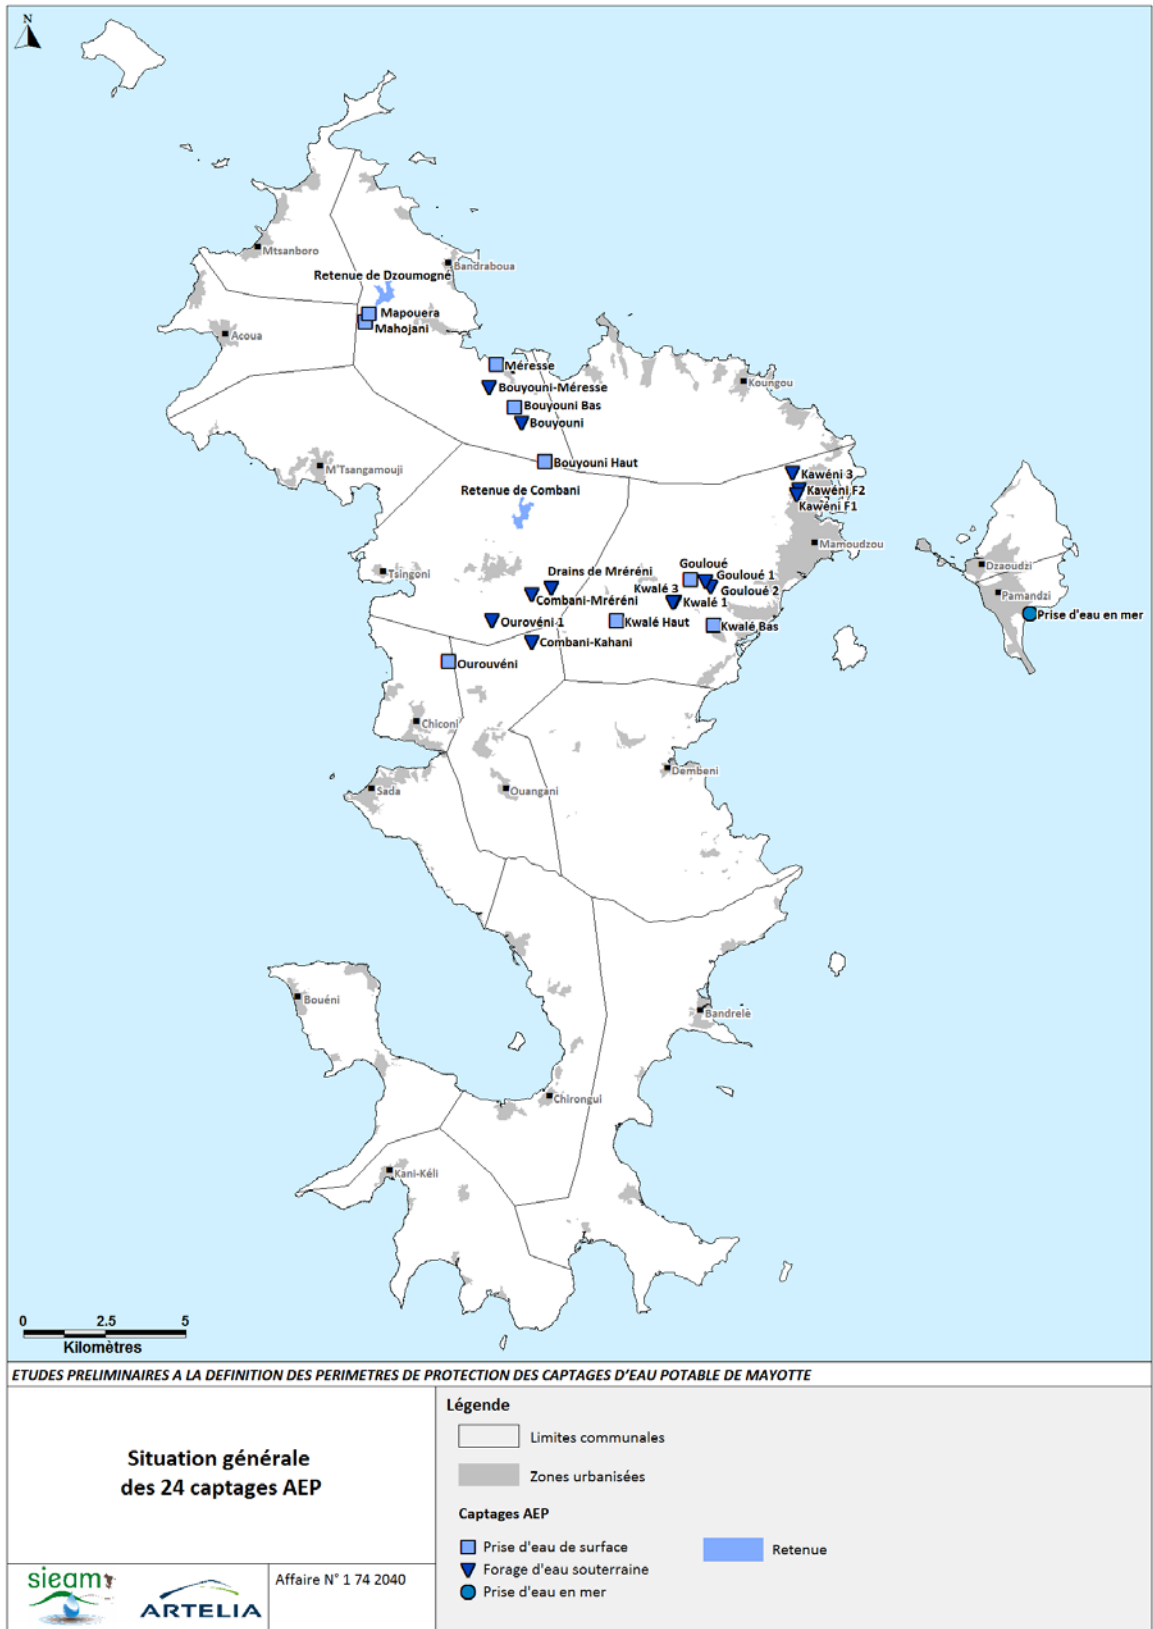 N
Mtsanboro
Bandraboua
Retenue de Dzoumogné
Mapouera
Mahojani
Acoua
Méresse
Bouyouni-Méresse
Koungou
Bouyouni Bas
Bouyouni
M'Tsangamouji
Bouyouni Haut
Kawéni 3
Retenue de Combani
Kawéni F2
Kawéni F1
Mamoudzou
Dzaoudzi
Tsingoni
Drains de Mréréni
Gouloué
Gouloué 1
Gouloué 2
Kwalé 3
Kwalé 1
Combani-Mréréni
Pamandzi
Prise d'eau en mer
Ourovéni 1
Kwalé Haut
Kwalé Bas
Combani-Kahani
Ourouvéni
Chiconi
Dembeni
Sada
Ouangani
Bouéni
Bandrelé
Chirongui
Kani-Kéli
0 2.5 5
Kilomètres
ETUDES PRELIMINAIRES A LA DEFINITION DES PERIMETRES DE PROTECTION DES CAPTAGES D'EAU POTABLE DE MAYOTTE
Situation générale
des 24 captages AEP
Légende
Limites communales
Zones urbanisées
Captages AEP
Prise d'eau de surface
Retenue
Forage d'eau souterraine
Prise d'eau en mer
sieam
ARTELIA
Affaire N° 1 74 2040